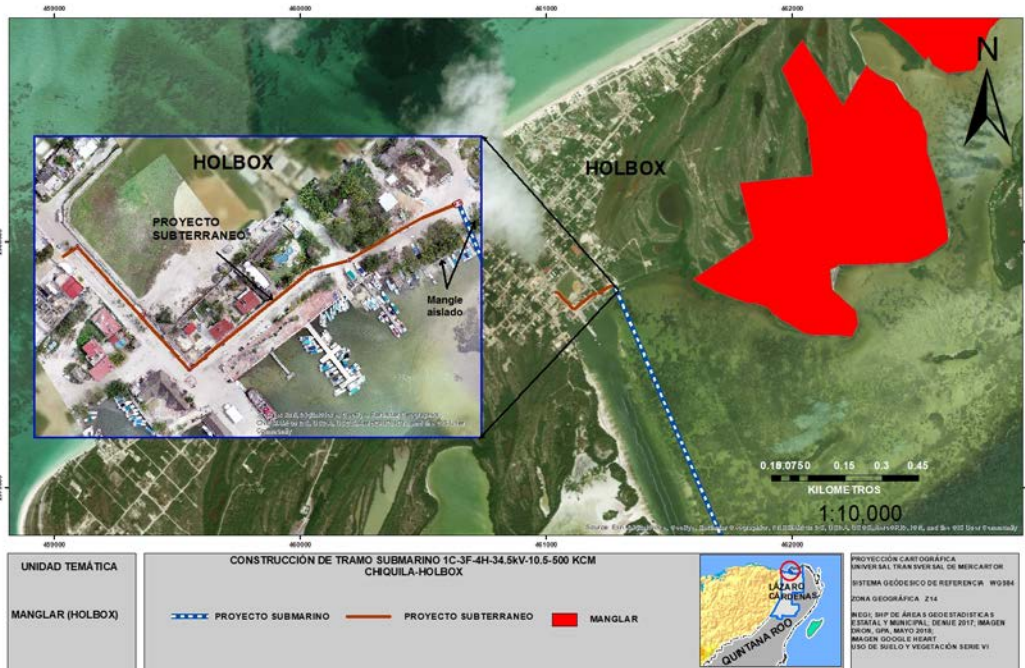 459000
460000
461000
462000
N
HOLBOX
HOLBOX
PROYECTO
SUBTERRANEO
Mangle
aislado
0.15 0.3 0.45
KILOMETROS
1:10,000
459000
460000
461000
462000
UNIDAD TEMÁTICA
MANGLAR (HOLBOX)
CONSTRUCCIÓN DE TRAMO SUBMARINO 1C-3F-4H-34.5kV-10.5-500 KCM
CHIQUILA-HOLBOX
PROYECTO SUBMARINO
PROYECTO SUBTERRANEO
MANGLAR
LÁZARO
CÁRDENAS
QUINTANA ROO
PROYECCIÓN CARTOGRÁFICA
UNIVERSAL TRANSVERSAL DE MERCARTOR
SISTEMA GEODÉSICO DE REFERENCIA WGS84
ZONA GEOGRÁFICA Z14
INEGI; SHP DE ÁREAS GEOESTADISTICAS
ESTATAL Y MUNICIPAL; DENUE 2017; IMAGEN
DRON, GPA, MAYO 2018;
IMAGEN GOOGLE HEART
USO DE SUELO Y VEGETACIÓN SERIE VI